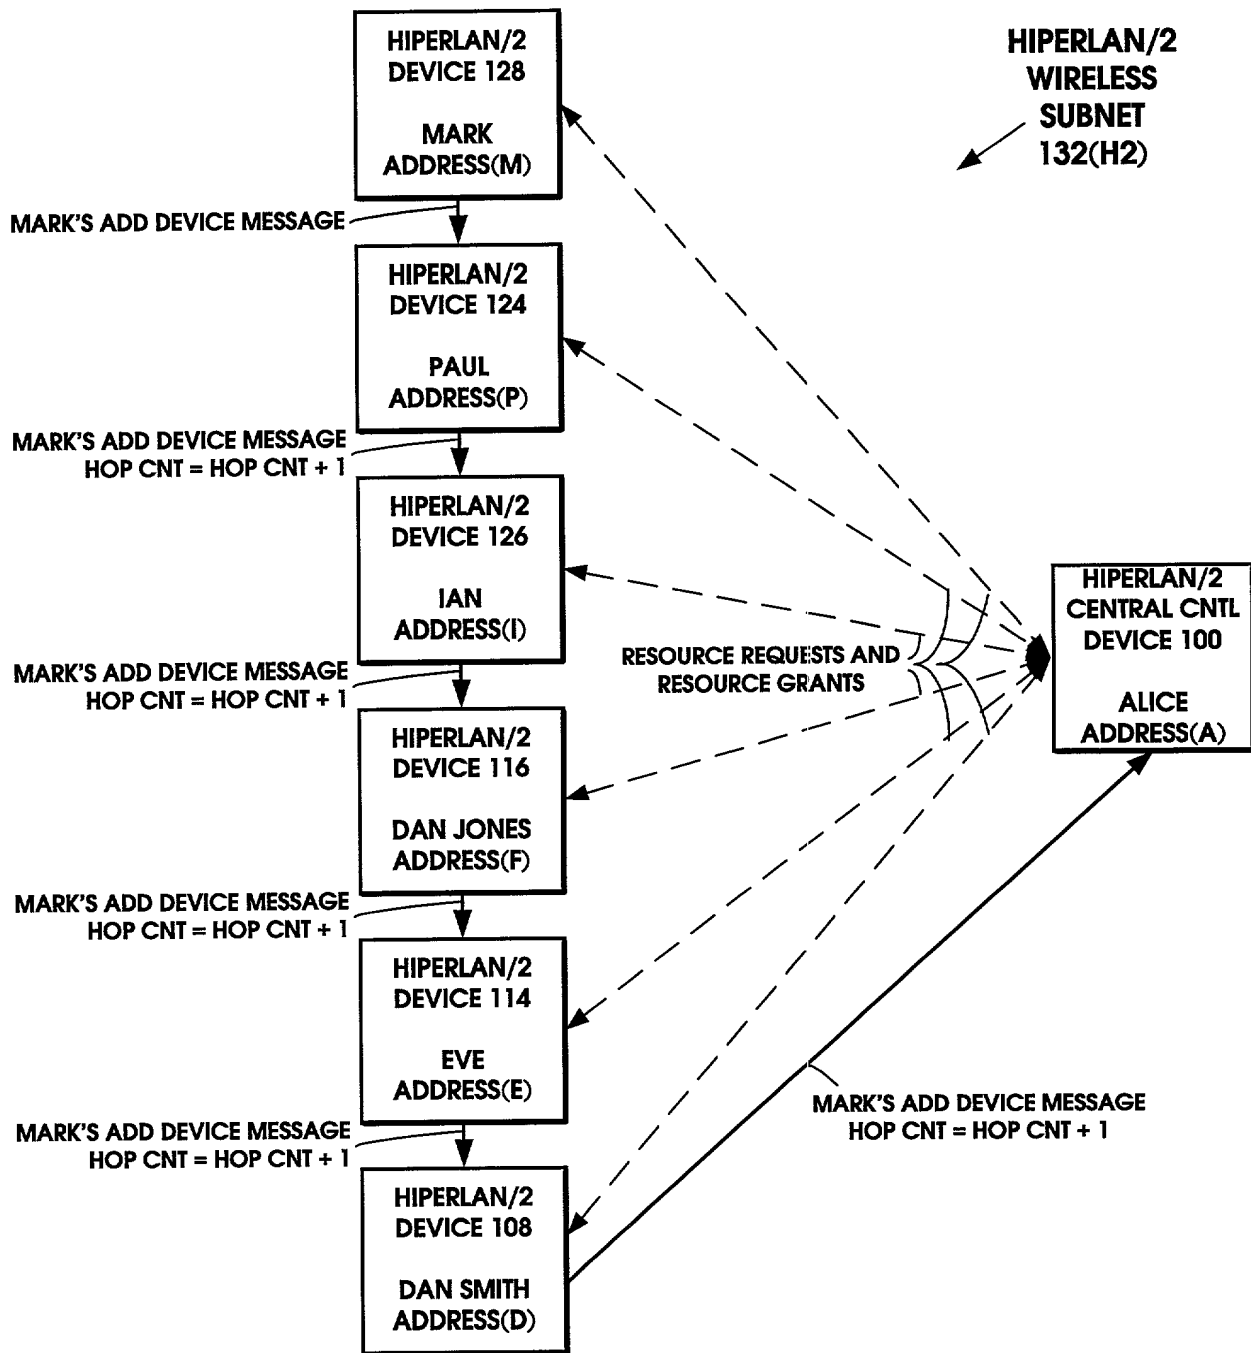 HIPERLAN/2
DEVICE 128
MARK
ADDRESS(M)
HIPERLAN/2
WIRELESS
SUBNET
132(H2)
MARK'S ADD DEVICE MESSAGE
HIPERLAN/2
DEVICE 124
PAUL
ADDRESS(P)
MARK'S ADD DEVICE MESSAGE
HOP CNT = HOP CNT + 1
HIPERLAN/2
DEVICE 126
IAN
ADDRESS(I)
HIPERLAN/2
CENTRAL CNTL
DEVICE 100
ALICE
ADDRESS(A)
RESOURCE REQUESTS AND
RESOURCE GRANTS
MARK'S ADD DEVICE MESSAGE
HOP CNT = HOP CNT + 1
HIPERLAN/2
DEVICE 116
DAN JONES
ADDRESS(F)
MARK'S ADD DEVICE MESSAGE
HOP CNT = HOP CNT + 1
HIPERLAN/2
DEVICE 114
EVE
ADDRESS(E)
MARK'S ADD DEVICE MESSAGE
HOP CNT = HOP CNT + 1
MARK'S ADD DEVICE MESSAGE
HOP CNT = HOP CNT + 1
HIPERLAN/2
DEVICE 108
DAN SMITH
ADDRESS(D)